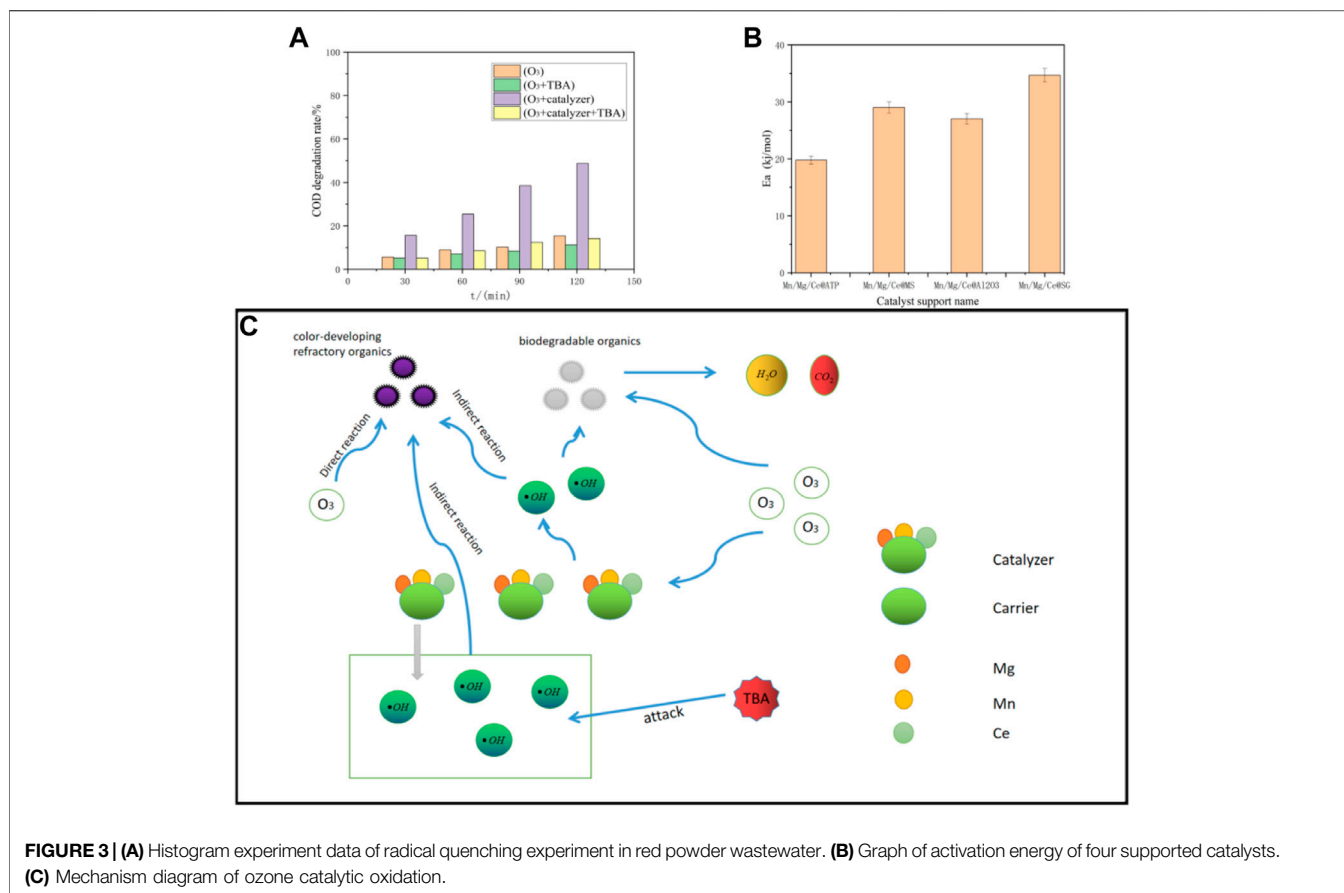 A
100
80
60
40
20
0
COD degradation rate/%
(O3)
(O3+TBA)
(O3+catalyzer)
(O3+catalyzer+TBA)
30
60
90
120
150
t/(min)
B
40
30
20
10
0
Ea (kj/mol)
Mn/Mg/Ce@ATP
Mn/Mg/Ce@MS
Mn/Mg/Ce@Al2O3
Mn/Mg/Ce@SG
Catalyst support name
C
color-developing
refractory organics
biodegradable organics
H2O
CO2
Direct reaction
Indirect reaction
Indirect reaction
O3
•OH
•OH
O3
O3
O3
Catalyzer
Carrier
•OH
•OH
•OH
•OH
attack
TBA
Mg
Mn
Ce
FIGURE 3 | (A) Histogram experiment data of radical quenching experiment in red powder wastewater. (B) Graph of activation energy of four supported catalysts.
(C) Mechanism diagram of ozone catalytic oxidation.